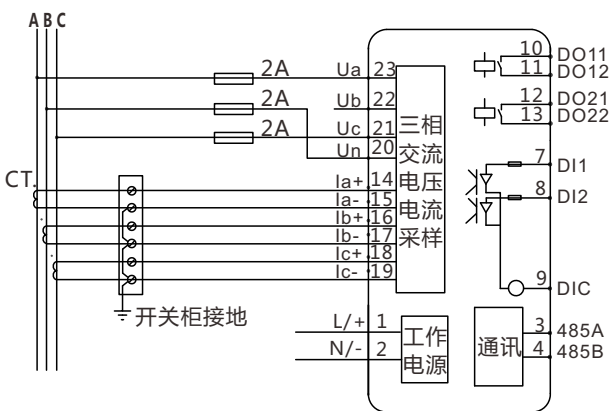 A B C
2A Ua 23
2A Ub 22
2A Uc 21
Un 20
三相
交流
电压
电流
采样
CT.
Ia+ 14
Ia- 15
Ib+ 16
Ib- 17
Ic+ 18
Ic- 19
开关柜接地
L/+ 1
N/- 2
工作
电源
10 DO11
11 DO12
12 DO21
13 DO22
7 DI1
8 DI2
9 DIC
通讯
3 485A
4 485B